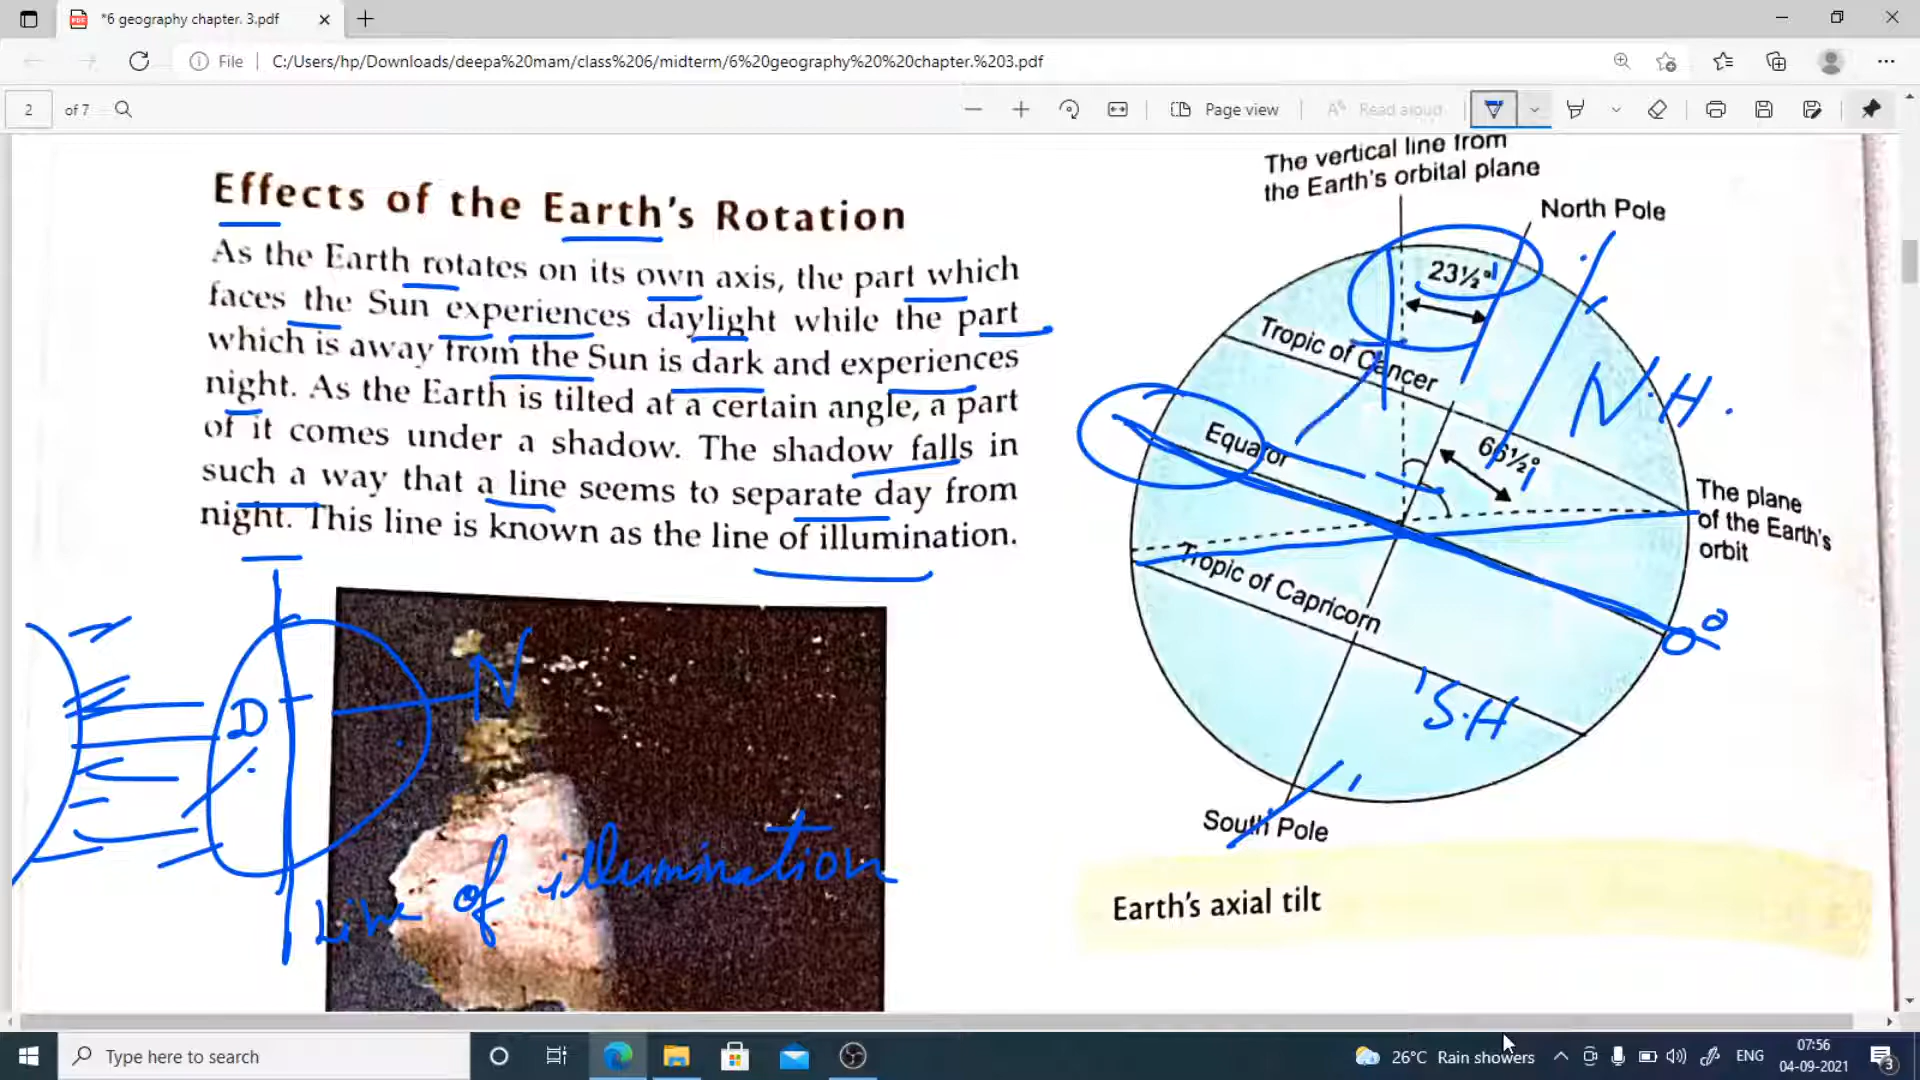 *6 geography chapter. 3.pdf
File
C:/Users/hp/Downloads/deepa%20mam/class%206/midterm/6%20geography%20%20chapter.%203.pdf
2 of 7
Page view
Read aloud
Effects of the Earth's Rotation
As the Earth rotates on its own axis, the part which
faces the Sun experiences daylight while the part
which is away from the Sun is dark and experiences
night. As the Earth is tilted at a certain angle, a part
of it comes under a shadow. The shadow falls in
such a way that a line seems to separate day from
night. This line is known as the line of illumination.
D
N
Line of illumination
The vertical line from
the Earth's orbital plane
North Pole
23½°
Tropic of Cancer
N.H.
Equator
66½°
The plane
of the Earth's
orbit
Tropic of Capricorn
0°
S.H
South Pole
Earth's axial tilt
Type here to search
26°C Rain showers
ENG
07:56
04-09-2021
3